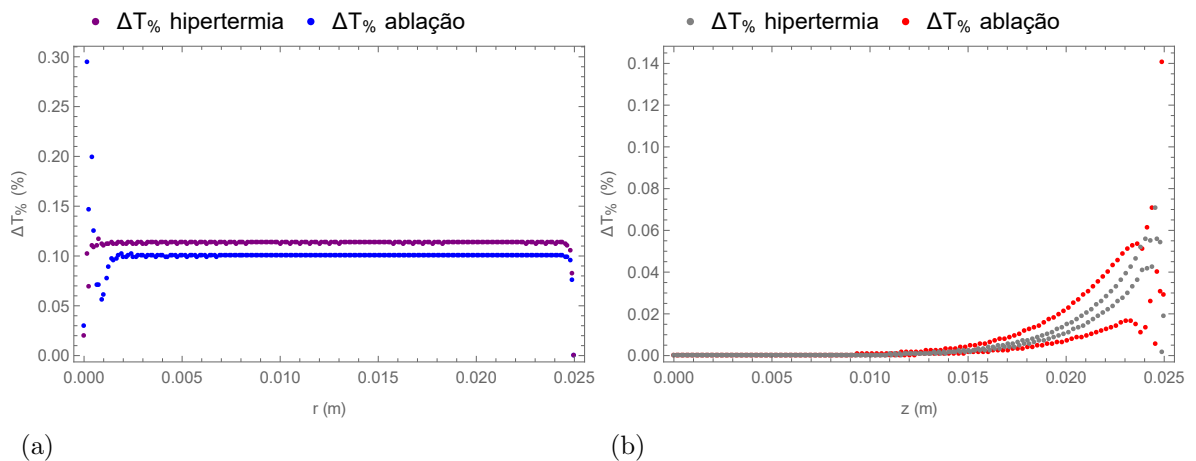 ΔT% hipertermia ΔT% ablação
ΔT% (%)
0.30
0.25
0.20
0.15
0.10
0.05
0.00
0.000 0.005 0.010 0.015 0.020 0.025
r (m)
(a)
ΔT% hipertermia ΔT% ablação
ΔT% (%)
0.14
0.12
0.10
0.08
0.06
0.04
0.02
0.00
0.000 0.005 0.010 0.015 0.020 0.025
z (m)
(b)